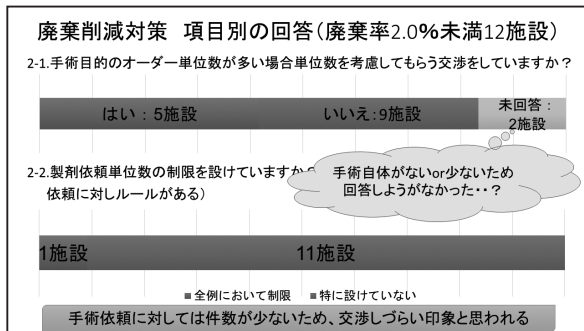 廃棄削減対策 項目別の回答(廃棄率2.0%未満12施設)
2-1.手術目的のオーダー単位数が多い場合単位数を考慮してもらう交渉をしていますか?
はい：5施設
いいえ:9施設
未回答：
2施設
2-2.製剤依頼単位数の制限を設けていますか?
依頼に対しルールがある)
手術自体がないor少ないため
回答しようがなかった・・?
1施設
11施設
■全例において制限 ■特に設けていない
手術依頼に対しては件数が少ないため、交渉しづらい印象と思われる